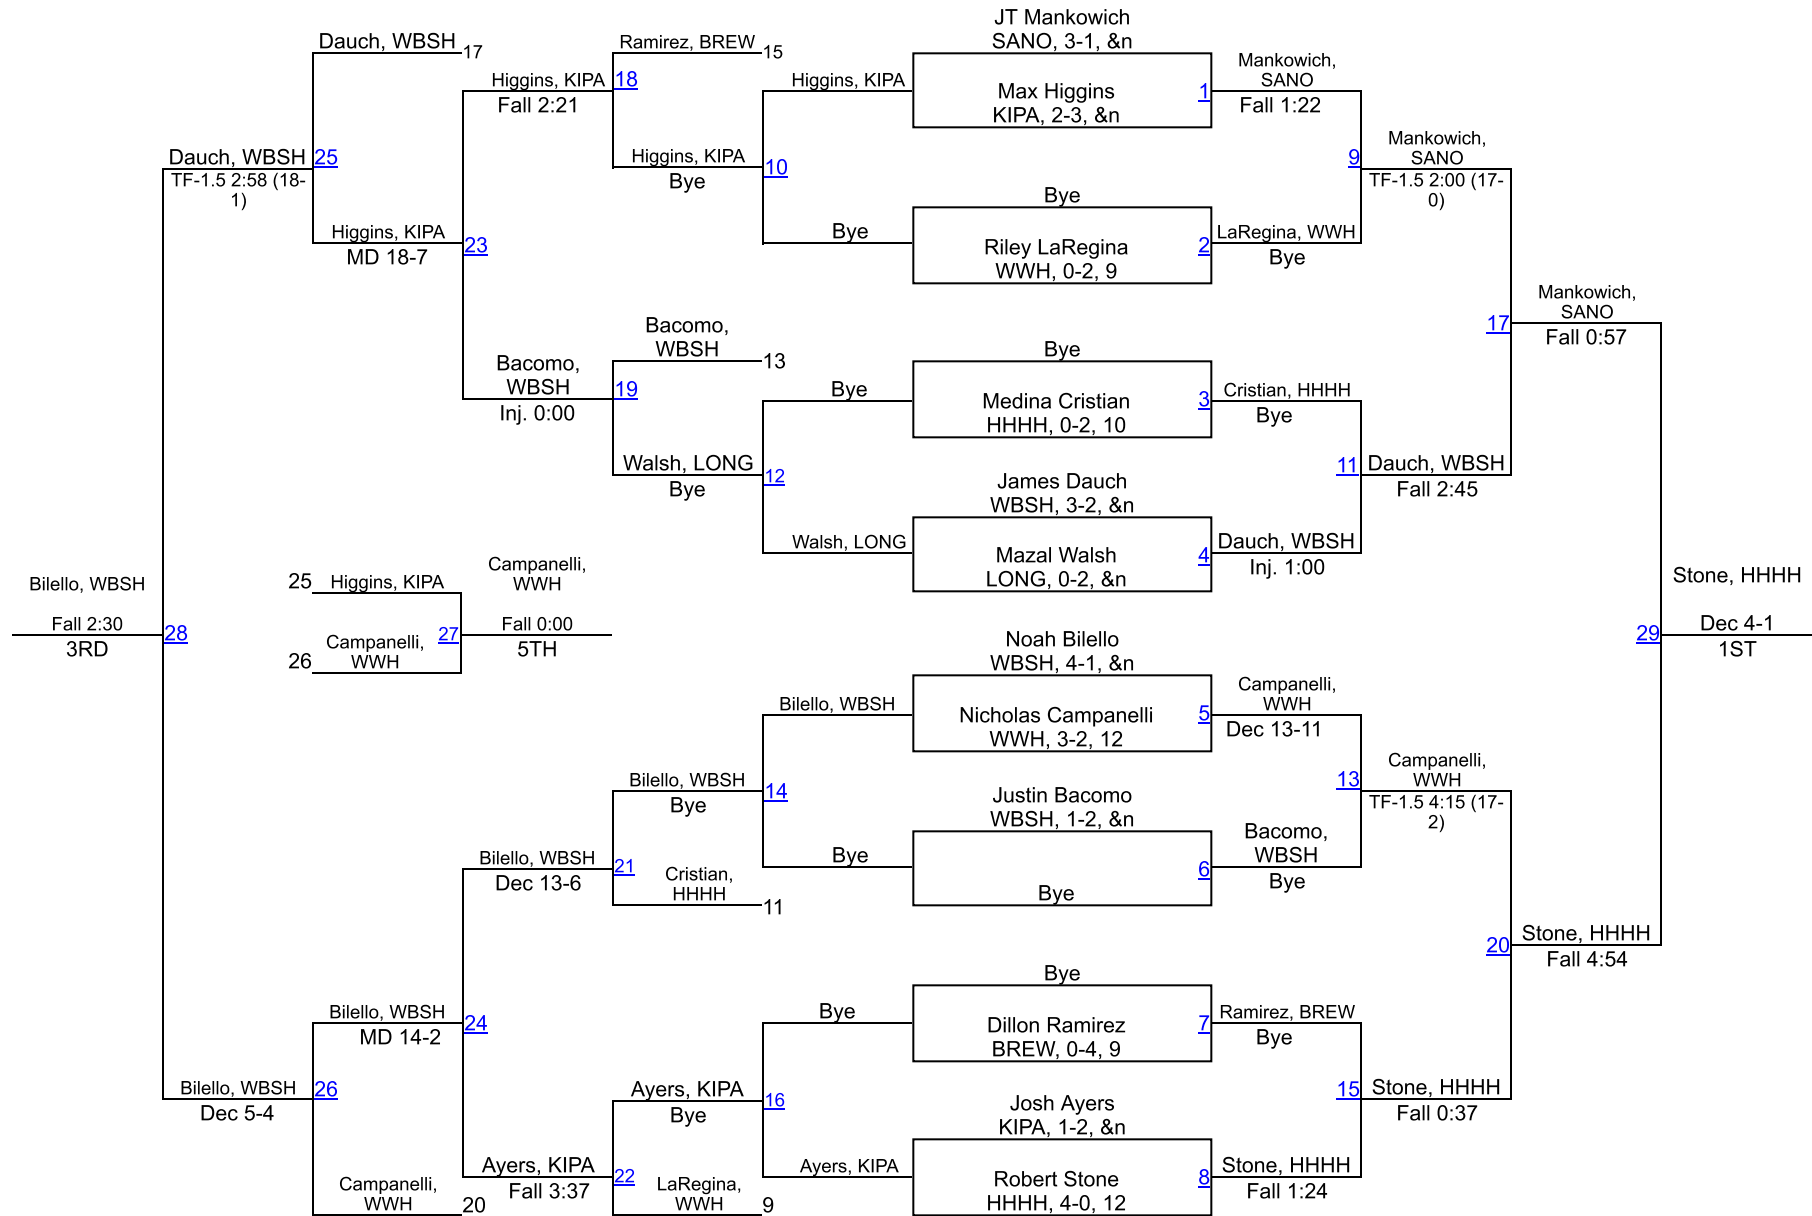 JT Mankowich
SANO, 3-1, &n
Dauch, WBSH
17
Ramirez, BREW
15
Higgins, KIPA
18
Fall 2:21
Higgins, KIPA
Max Higgins
KIPA, 2-3, &n
1
Mankowich,
SANO
Fall 1:22
Dauch, WBSH
25
TF-1.5 2:58 (18-
1)
Higgins, KIPA
10
Bye
9
Mankowich,
SANO
TF-1.5 2:00 (17-
0)
Bye
Higgins, KIPA
23
MD 18-7
Bye
Riley LaRegina
WWH, 0-2, 9
2
LaRegina, WWH
Bye
Mankowich,
SANO
17
Fall 0:57
Bacomo,
WBSH
13
Bye
Bacomo,
WBSH
19
Inj. 0:00
Bye
Medina Cristian
HHHH, 0-2, 10
3
Cristian, HHHH
Bye
Walsh, LONG
12
Bye
James Dauch
WBSH, 3-2, &n
11
Dauch, WBSH
Fall 2:45
Walsh, LONG
Mazal Walsh
LONG, 0-2, &n
4
Dauch, WBSH
Inj. 1:00
Bilello, WBSH
25
Higgins, KIPA
Campanelli,
WWH
Stone, HHHH
Fall 2:30
28
3RD
26
Campanelli,
WWH
27
Fall 0:00
5TH
Noah Bilello
WBSH, 4-1, &n
29
Dec 4-1
1ST
Bilello, WBSH
Nicholas Campanelli
WWH, 3-2, 12
5
Campanelli,
WWH
Dec 13-11
Bilello, WBSH
14
Bye
Justin Bacomo
WBSH, 1-2, &n
13
Campanelli,
WWH
TF-1.5 4:15 (17-
2)
Bilello, WBSH
21
Dec 13-6
Cristian,
HHHH
11
Bye
Bye
6
Bacomo,
WBSH
Bye
20
Stone, HHHH
Fall 4:54
Bye
Bilello, WBSH
24
MD 14-2
Bye
Dillon Ramirez
BREW, 0-4, 9
7
Ramirez, BREW
Bye
Bilello, WBSH
26
Dec 5-4
Ayers, KIPA
16
Bye
Josh Ayers
KIPA, 1-2, &n
15
Stone, HHHH
Fall 0:37
Campanelli,
WWH
20
Ayers, KIPA
22
Fall 3:37
LaRegina,
WWH
9
Ayers, KIPA
Robert Stone
HHHH, 4-0, 12
8
Stone, HHHH
Fall 1:24